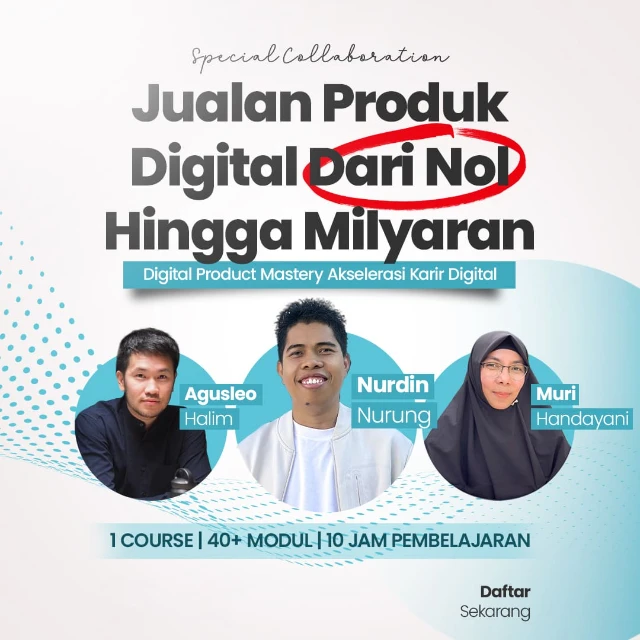 Special Collaboration
Jualan Produk
Digital Dari Nol
Hingga Milyaran
Digital Product Mastery Akselerasi Karir Digital
Agusleo
Halim
Nurdin
Nurung
Muri
Handayani
1 COURSE | 40+ MODUL | 10 JAM PEMBELAJARAN
Daftar
Sekarang